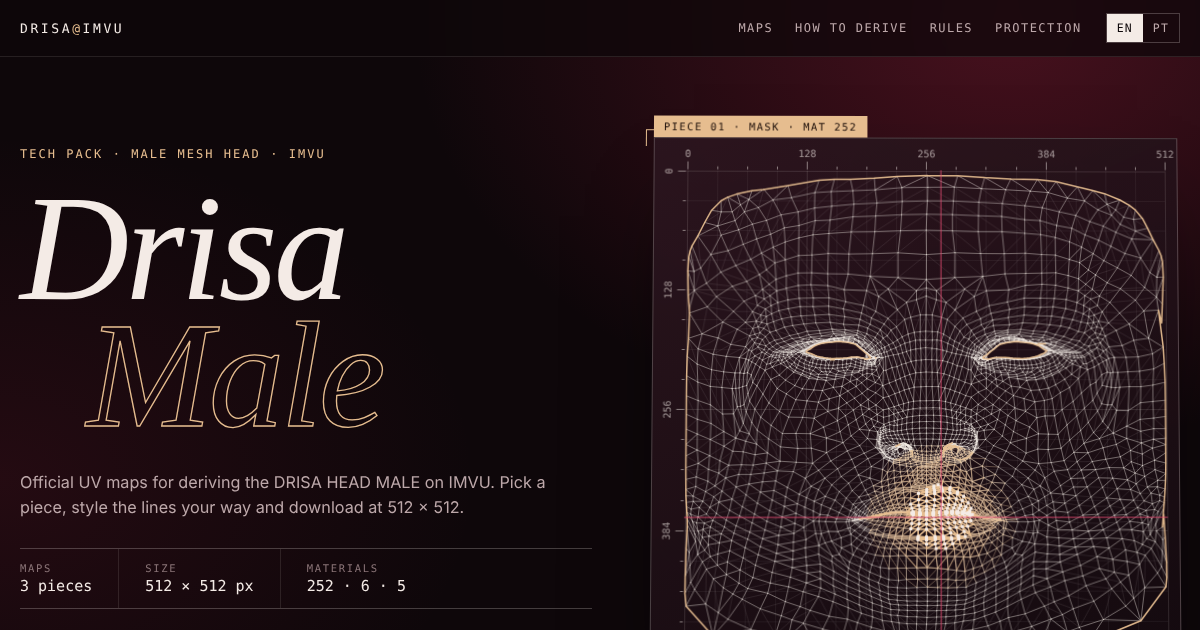 DRISA@IMVU
MAPS HOW TO DERIVE RULES PROTECTION EN PT
TECH PACK · MALE MESH HEAD · IMVU
Drisa
Male
Official UV maps for deriving the DRISA HEAD MALE on IMVU. Pick a
piece, style the lines your way and download at 512 × 512 px.
MAPS SIZE MATERIALS
3 pieces 512 × 512 px 252 · 6 · 5
PIECE 01 · MASK · MAT 252
0 128 256 384 512
0
128
256
384